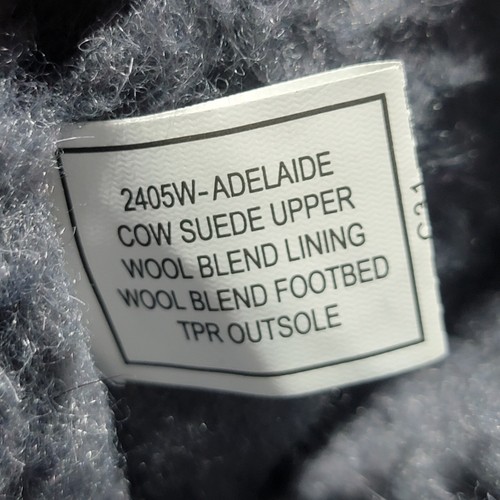 2405W-ADELAIDE
COW SUEDE UPPER
WOOL BLEND LINING
WOOL BLEND FOOTBED
TPR OUTSOLE